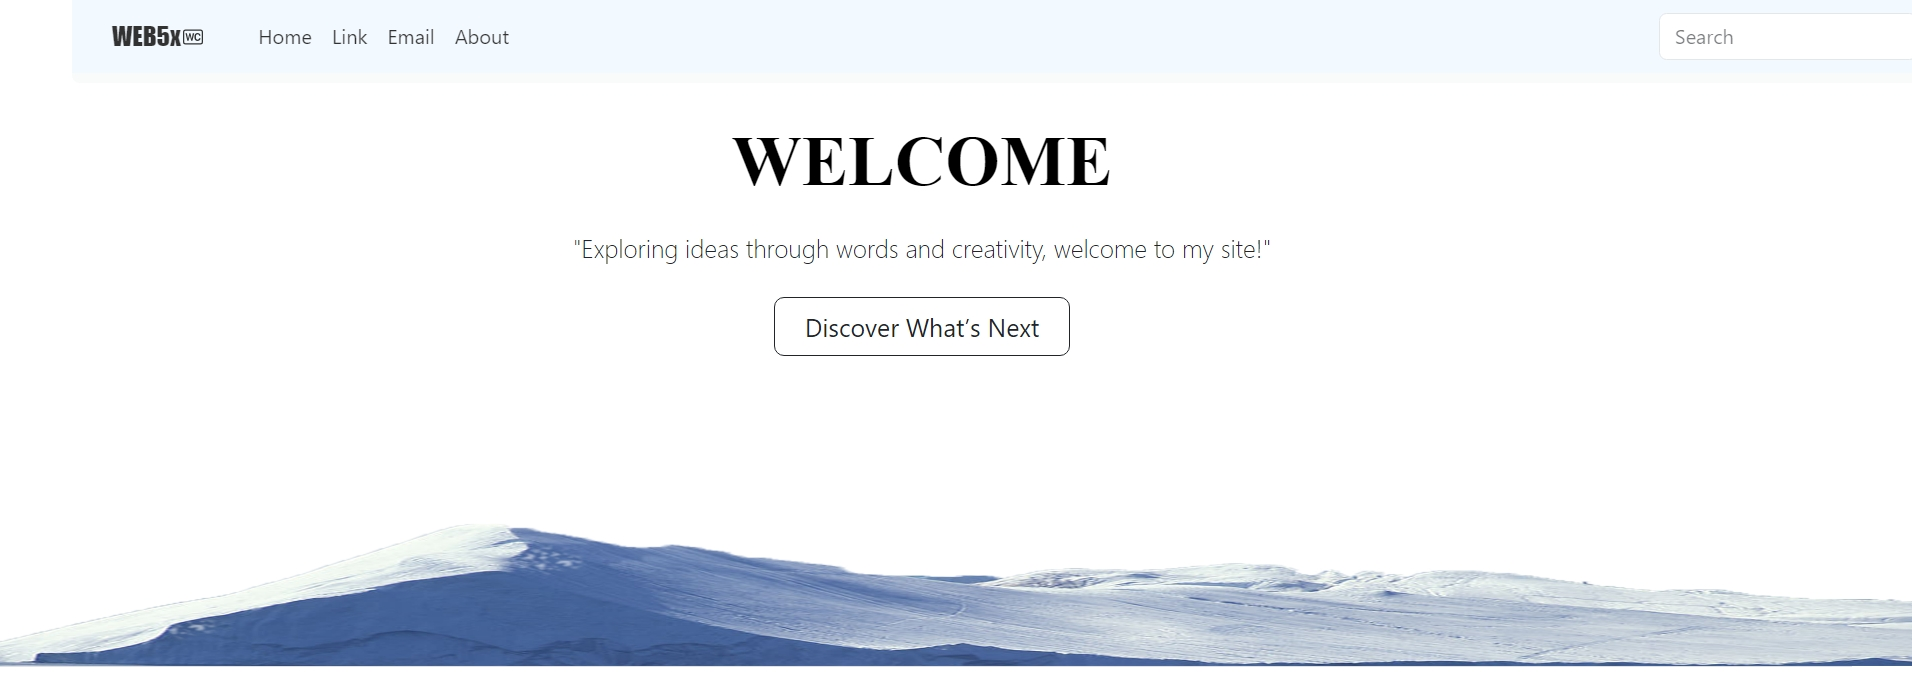 WEB5x WC Home Link Email About Search
WELCOME
"Exploring ideas through words and creativity, welcome to my site!"
Discover What’s Next